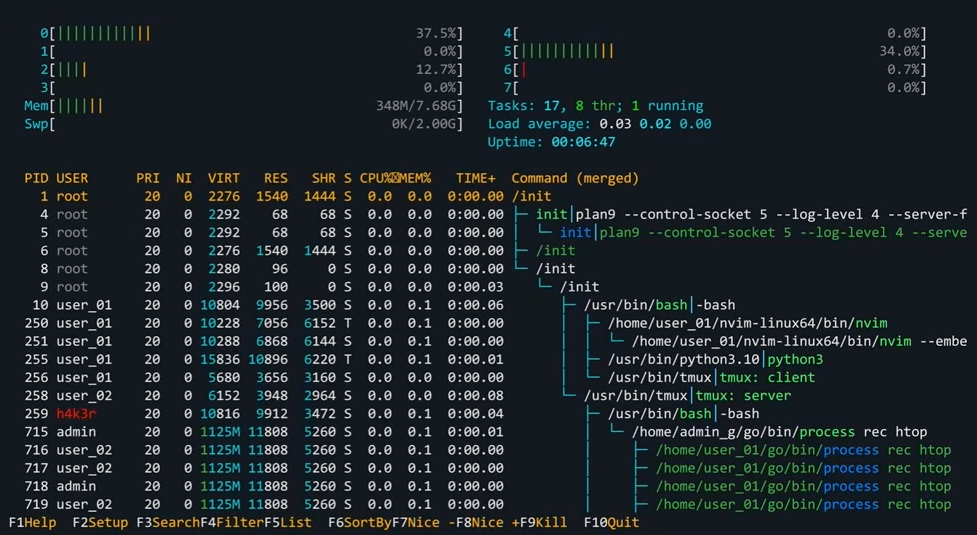 0[||||||||||||| 37.5%] 4[ 0.0%]
1[ 0.0%] 5[||||||||||||| 34.0%]
2[|||| 12.7%] 6[| 0.7%]
3[ 0.0%] 7[ 0.0%]
Mem[|||||| 348M/7.68G] Tasks: 17, 8 thr; 1 running
Swp[ 0K/2.00G] Load average: 0.03 0.02 0.00
Uptime: 00:06:47
PID USER PRI NI VIRT RES SHR S CPU% MEM% TIME+ Command (merged)
1 root 20 0 2276 1540 1444 S 0.0 0.0 0:00.00 /init
4 root 20 0 2292 68 68 S 0.0 0.0 0:00.00 ├─ init|plan9 --control-socket 5 --log-level 4 --server-f
5 root 20 0 2292 68 68 S 0.0 0.0 0:00.00 │ └─ init|plan9 --control-socket 5 --log-level 4 --serve
6 root 20 0 2276 1540 1444 S 0.0 0.0 0:00.00 ├─ /init
8 root 20 0 2280 96 0 S 0.0 0.0 0:00.00 └─ /init
9 root 20 0 2296 100 0 S 0.0 0.0 0:00.03 └─ /init
10 user_01 20 0 10804 9956 3500 S 0.0 0.1 0:00.06 ├─ /usr/bin/bash|-bash
250 user_01 20 0 10228 7056 6152 T 0.0 0.1 0:00.00 │ ├─ /home/user_01/nvim-linux64/bin/nvim
251 user_01 20 0 10288 6868 6144 S 0.0 0.1 0:00.00 │ │ └─ /home/user_01/nvim-linux64/bin/nvim --embe
255 user_01 20 0 15836 10896 6220 T 0.0 0.1 0:00.01 │ ├─ /usr/bin/python3.10|python3
256 user_01 20 0 5680 3656 3160 S 0.0 0.0 0:00.00 │ └─ /usr/bin/tmux|tmux: client
258 user_02 20 0 6152 3948 2964 S 0.0 0.0 0:00.08 └─ /usr/bin/tmux|tmux: server
259 h4k3r 20 0 10816 9912 3472 S 0.0 0.1 0:00.04 ├─ /usr/bin/bash|-bash
715 admin 20 0 1125M 11808 5260 S 0.0 0.1 0:00.01 │ └─ /home/admin_g/go/bin/process rec htop
716 user_02 20 0 1125M 11808 5260 S 0.0 0.1 0:00.00 │ ├─ /home/user_01/go/bin/process rec htop
717 user_02 20 0 1125M 11808 5260 S 0.0 0.1 0:00.00 │ ├─ /home/user_01/go/bin/process rec htop
718 admin 20 0 1125M 11808 5260 S 0.0 0.1 0:00.00 │ ├─ /home/user_01/go/bin/process rec htop
719 user_02 20 0 1125M 11808 5260 S 0.0 0.1 0:00.00 │ ├─ /home/user_01/go/bin/process rec htop
F1Help F2Setup F3SearchF4FilterF5List F6SortByF7Nice -F8Nice +F9Kill F10Quit